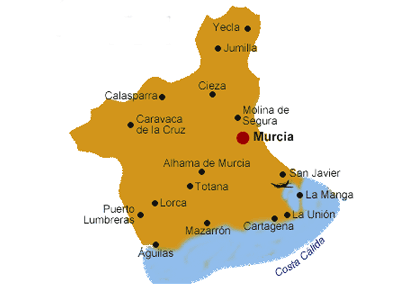 Yecla
Jumilla
Cieza
Calasparra
Molina de
Segura
Caravaca
de la Cruz
Murcia
Alhama de Murcia
San Javier
Totana
La Manga
Lorca
Puerto
Lumbreras
La Unión
Cartagena
Mazarrón
Águilas
Costa Cálida